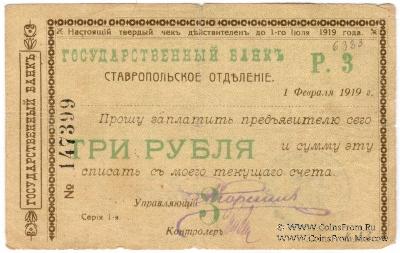 Настоящій твердый чекъ дѣйствителенъ до 1-го Іюля 1919 года.
6383
ГОСУДАРСТВЕННЫЙ БАНКЪ
СТАВРОПОЛЬСКОЕ ОТДѢЛЕНІЕ.
Р. 3
1 Февраля 1919 г.
ГОСУДАРСТВЕННЫЙ БАНКЪ
№ 147399
Прошу заплатить предъявителю сего
ТРИ РУБЛЯ и сумму эту
списать съ моего текущаго счета.
Управляющій
3
Серія 1-я.
Контролеръ
© CoinsFrom.Ru
www.CoinsFrom.Ru